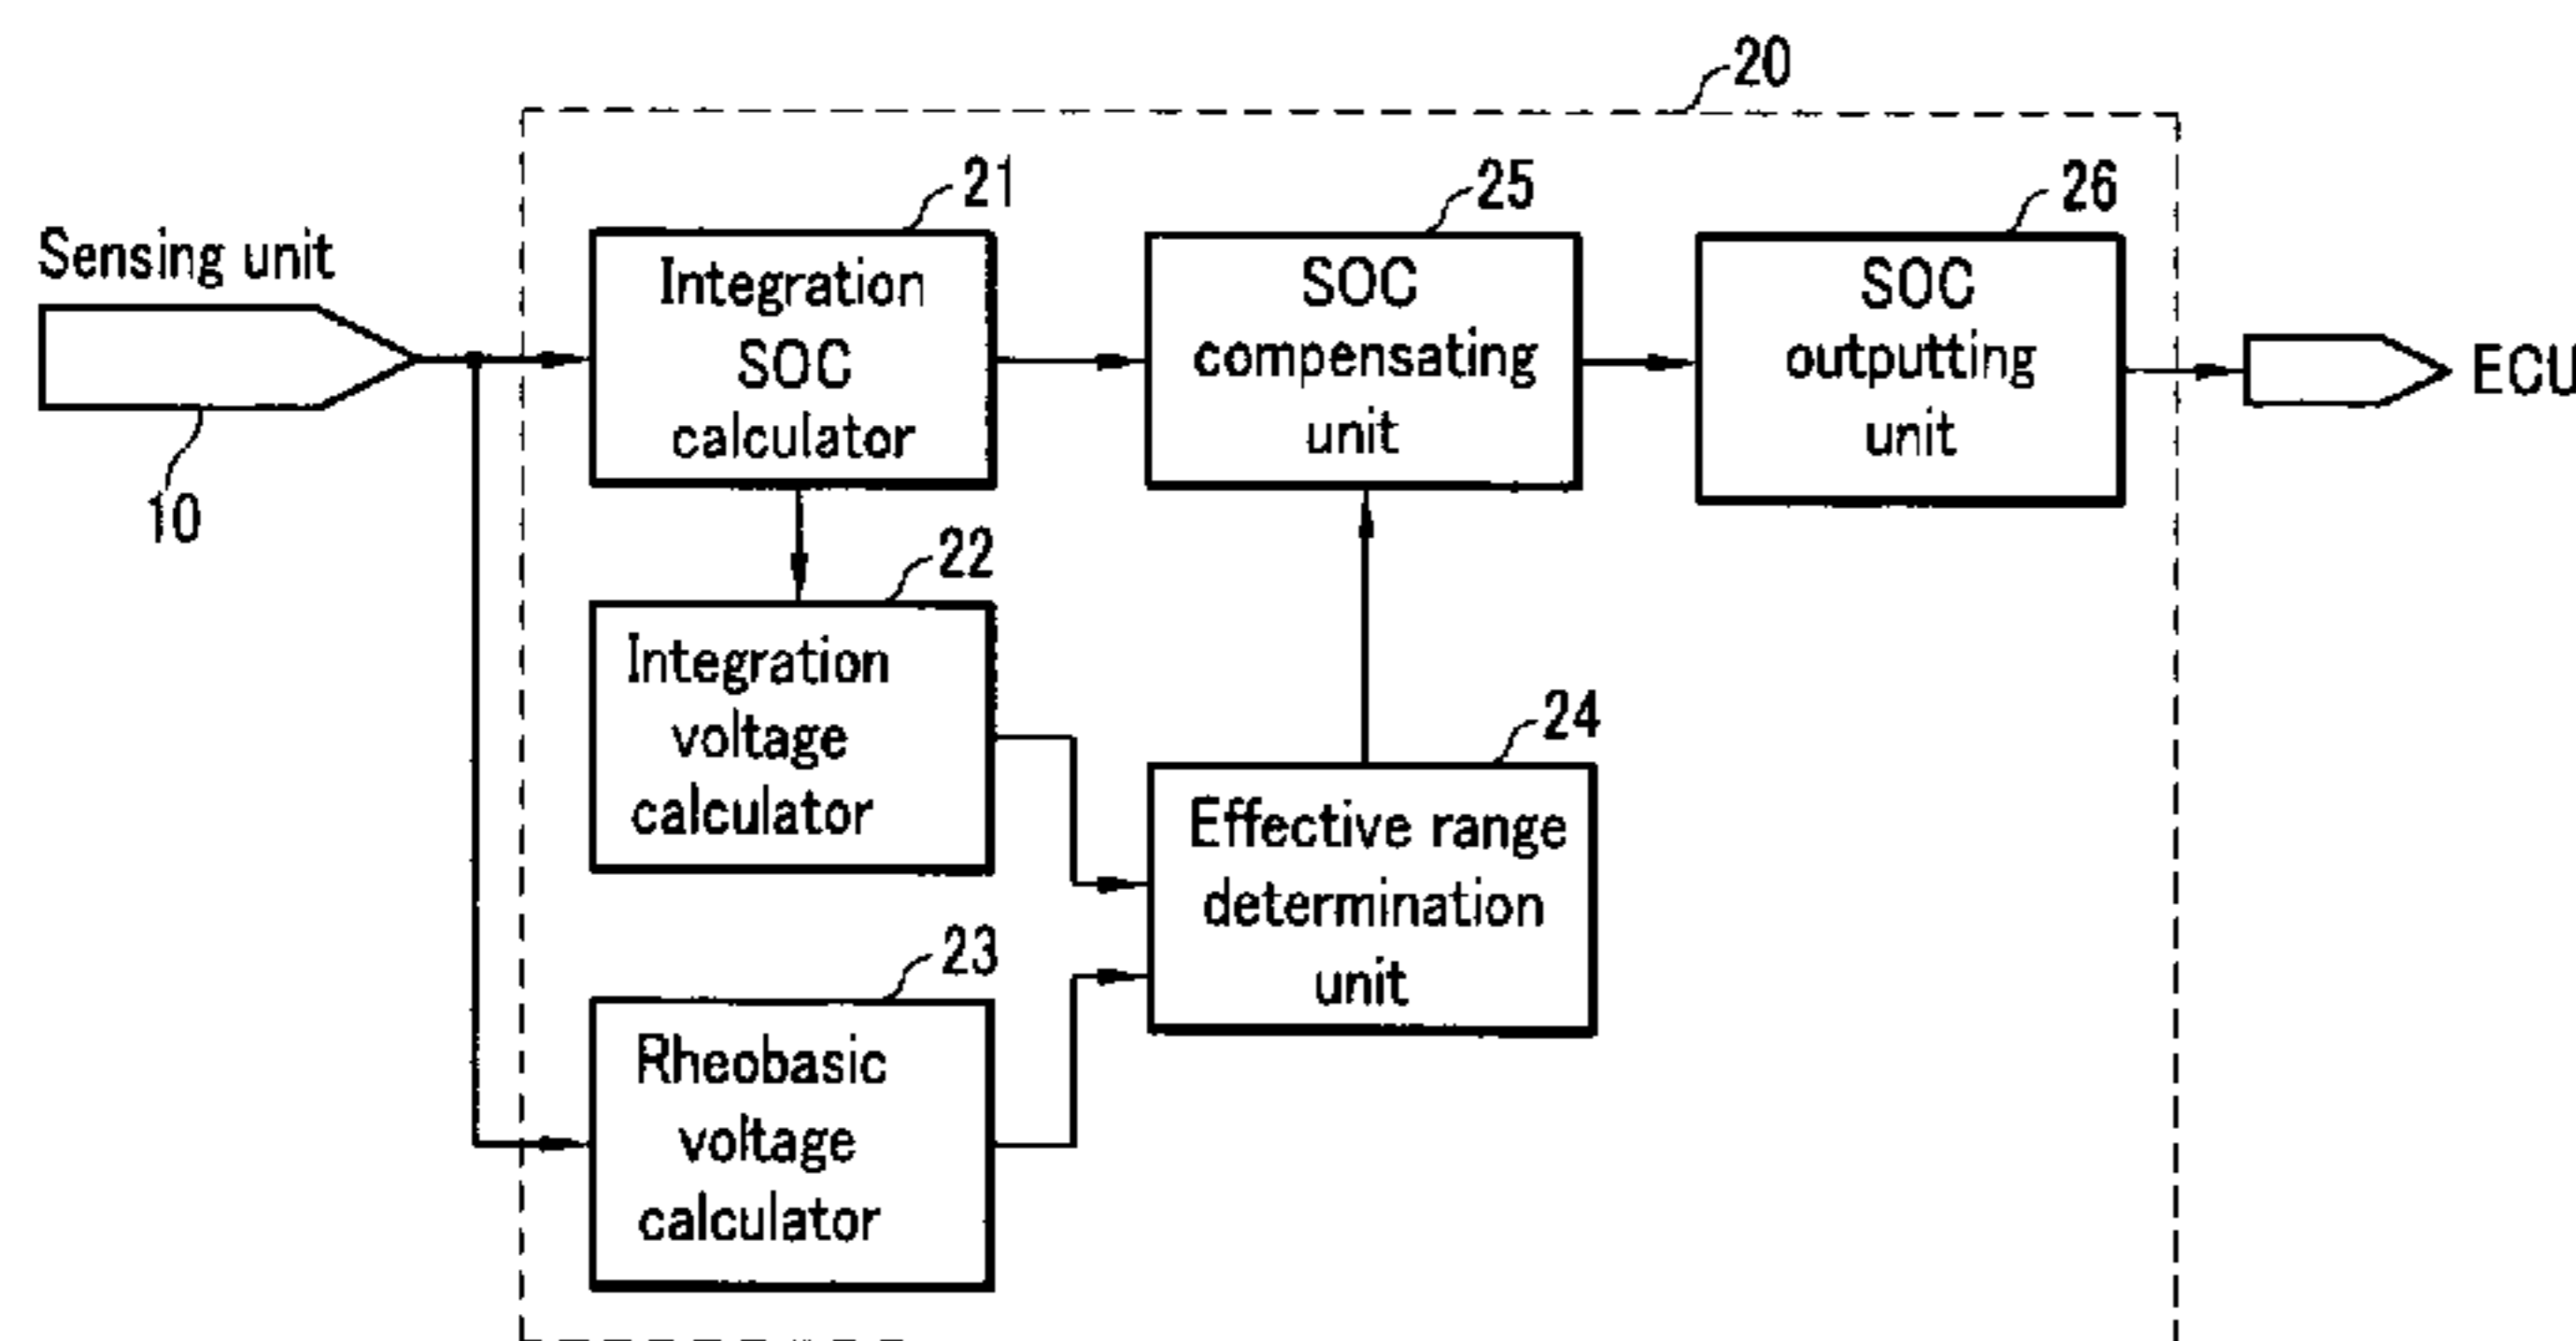 20
Sensing unit
10
21
Integration
SOC
calculator
25
SOC
compensating
unit
26
SOC
outputting
unit
ECU
22
Integration
voltage
calculator
24
Effective range
determination
unit
23
Rheobasic
voltage
calculator